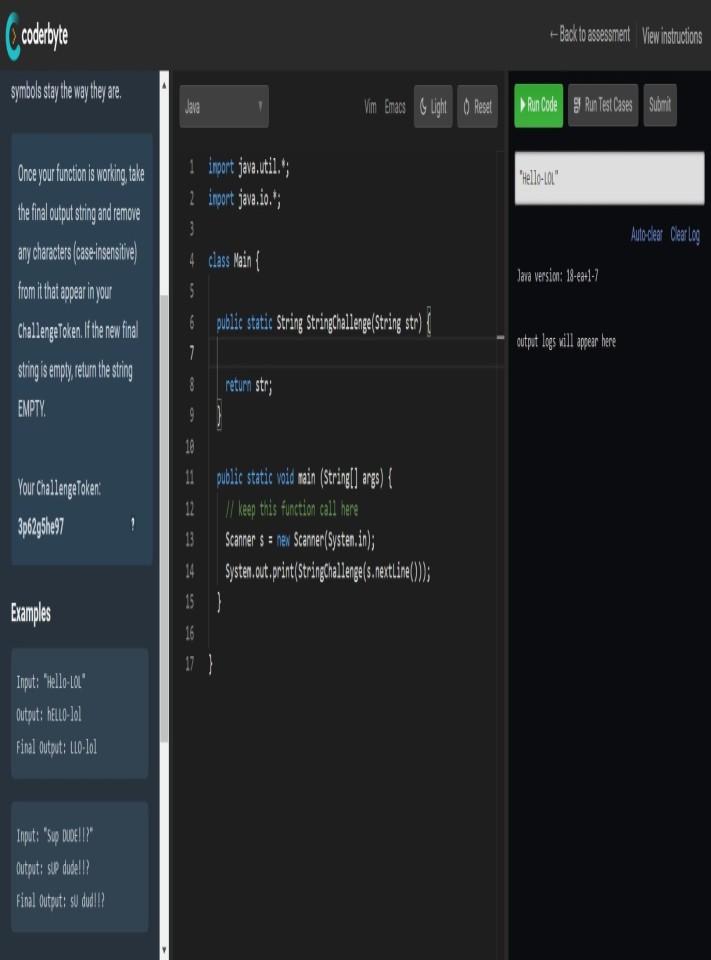 coderbyte
← Back to assessment
View instructions
symbols stay the way they are.
Once your function is working, take
the final output string and remove
any characters (case-insensitive)
from it that appear in your
ChallengeToken. If the new final
string is empty, return the string
EMPTY.
Your ChallengeToken:
3p62g5he97
?
Examples
Input: "Hello-LOL"
Output: hELLO-lol
Final Output: LLO-lol
Input: "Sup DUDE!!?"
Output: sUP dude!!?
Final Output: sU dud!!?
Java
Vim Emacs Light Reset
1 import java.util.*;
2 import java.io.*;
3
4 class Main {
5
6 public static String StringChallenge(String str) {
7
8 return str;
9 }
10
11 public static void main (String[] args) {
12 // keep this function call here
13 Scanner s = new Scanner(System.in);
14 System.out.print(StringChallenge(s.nextLine()));
15 }
16
17 }
Run Code Run Test Cases Submit
"Hello-LOL"
Auto-clear Clear Log
Java version: 18-ea+1-7
output logs will appear here